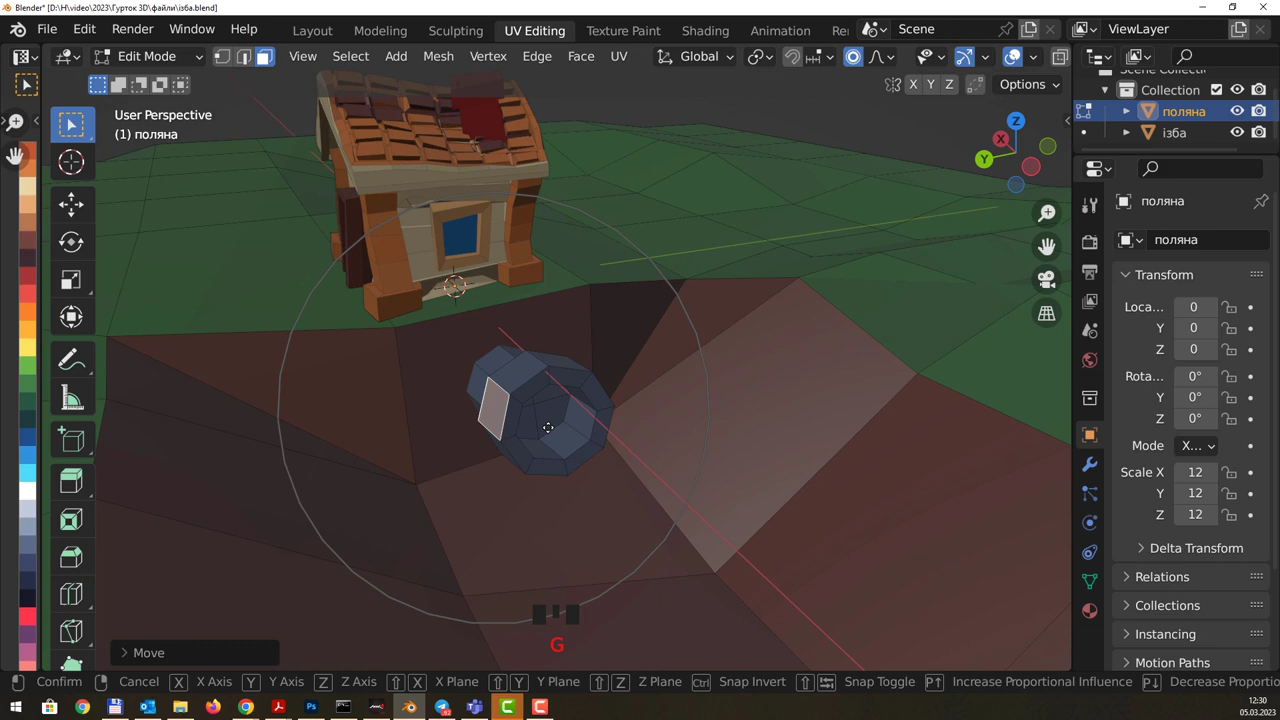 Blender* [D:\H\video\2023\Гурток 3D\файли\ізба.blend]
File Edit Render Window Help Layout Modeling Sculpting UV Editing Texture Paint Shading Animation Scene ViewLayer
Edit Mode View Select Add Mesh Vertex Edge Face UV Global
X Y Z Options
Collection
поляна
ізба
User Perspective
(1) поляна
Z
X
Y
поляна
поляна
Transform
Loca... 0
Y 0
Z 0
Rota... 0°
Y 0°
Z 0°
Mode X...
Scale X 12
Y 12
Z 12
Delta Transform
Relations
Collections
Instancing
Motion Paths
G
Move
Confirm Cancel X X Axis Y Y Axis Z Z Axis X X Plane Y Y Plane Z Z Plane Ctrl Snap Invert Snap Toggle P Increase Proportional Influence P Decrease Propor
12:30
05.03.2023